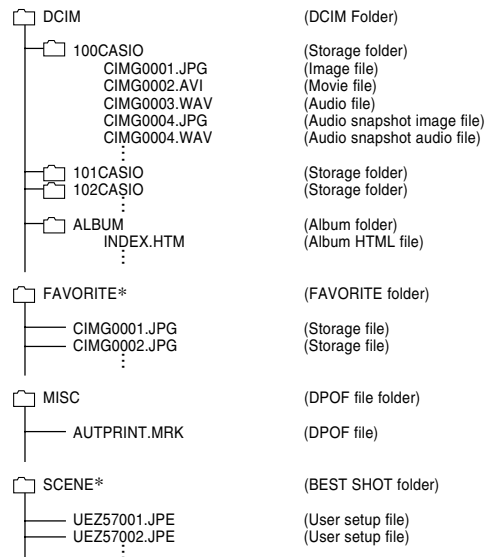 DCIM (DCIM Folder)
100CASIO (Storage folder)
CIMG0001.JPG (Image file)
CIMG0002.AVI (Movie file)
CIMG0003.WAV (Audio file)
CIMG0004.JPG (Audio snapshot image file)
CIMG0004.WAV (Audio snapshot audio file)
101CASIO (Storage folder)
102CASIO (Storage folder)
ALBUM (Album folder)
INDEX.HTM (Album HTML file)
FAVORITE* (FAVORITE folder)
CIMG0001.JPG (Storage file)
CIMG0002.JPG (Storage file)
MISC (DPOF file folder)
AUTPRINT.MRK (DPOF file)
SCENE* (BEST SHOT folder)
UEZ57001.JPE (User setup file)
UEZ57002.JPE (User setup file)